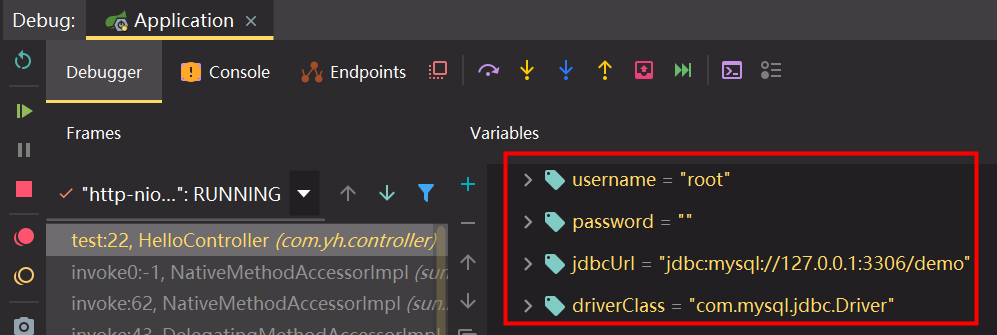 Debug: Application
Debugger Console Endpoints
Frames Variables
"http-nio...": RUNNING
username = "root"
password = ""
jdbcUrl = "jdbc:mysql://127.0.0.1:3306/demo"
driverClass = "com.mysql.jdbc.Driver"
test:22, HelloController (com.yh.controller)
invoke0:-1, NativeMethodAccessorImpl (sun.
invoke:62, NativeMethodAccessorImpl (sun..
invoke:43, DelegatingMethodAccessorImpl